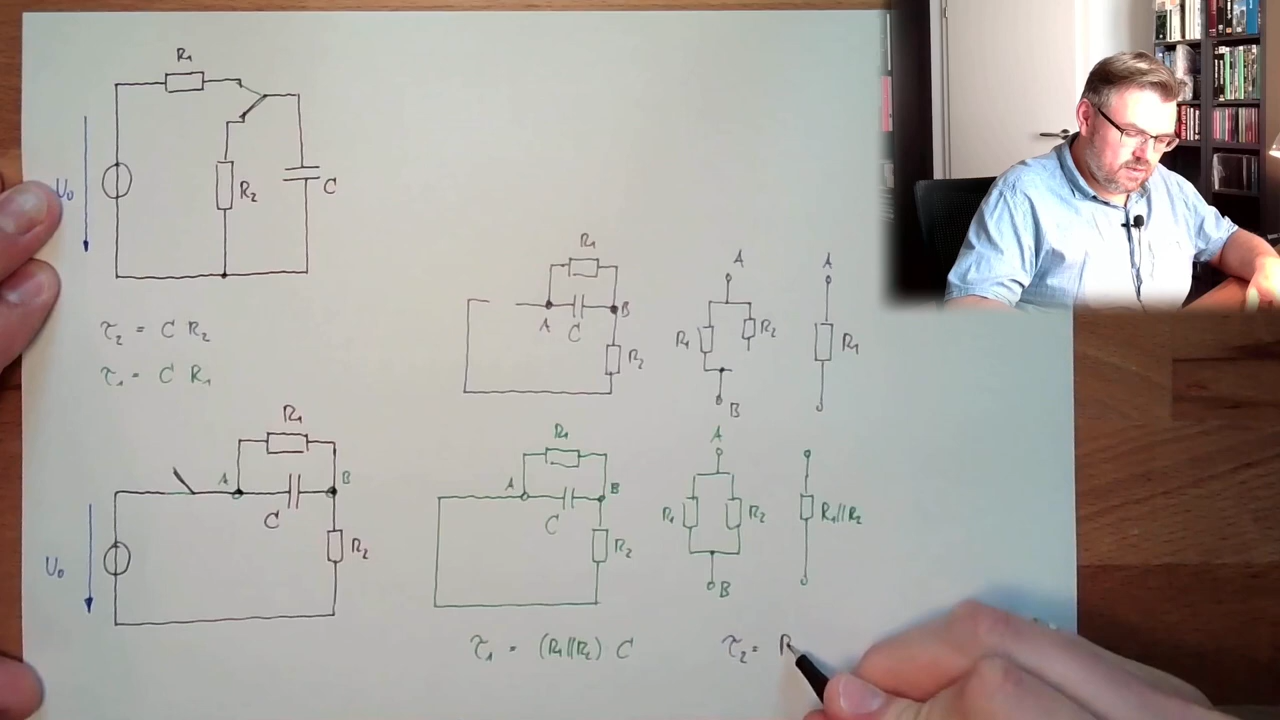 R₁
U₀
R₂
C
τ₂ = C R₂
τ₁ = C R₁
R₁
A
B
C
U₀
R₂
R₁
A
B
C
R₂
A
R₁
R₂
B
A
R₁
R₁
A
B
C
R₂
A
R₁
R₂
B
R₁//R₂
τ₁ = (R₁//R₂) C
τ₂ = R